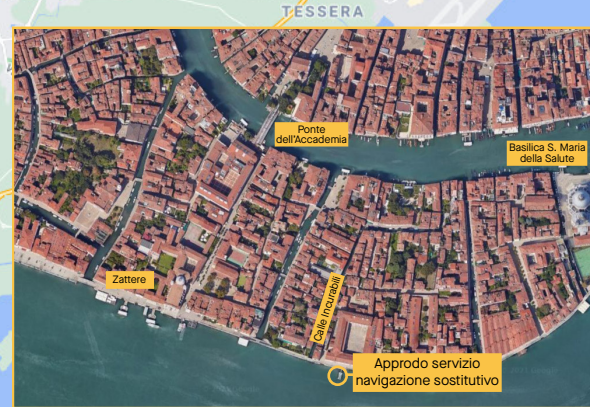 TESSERA
Ponte
dell'Accademia
Basilica S. Maria
della Salute
Zattere
Calle Incurabili
Approdo servizio
navigazione sostitutivo